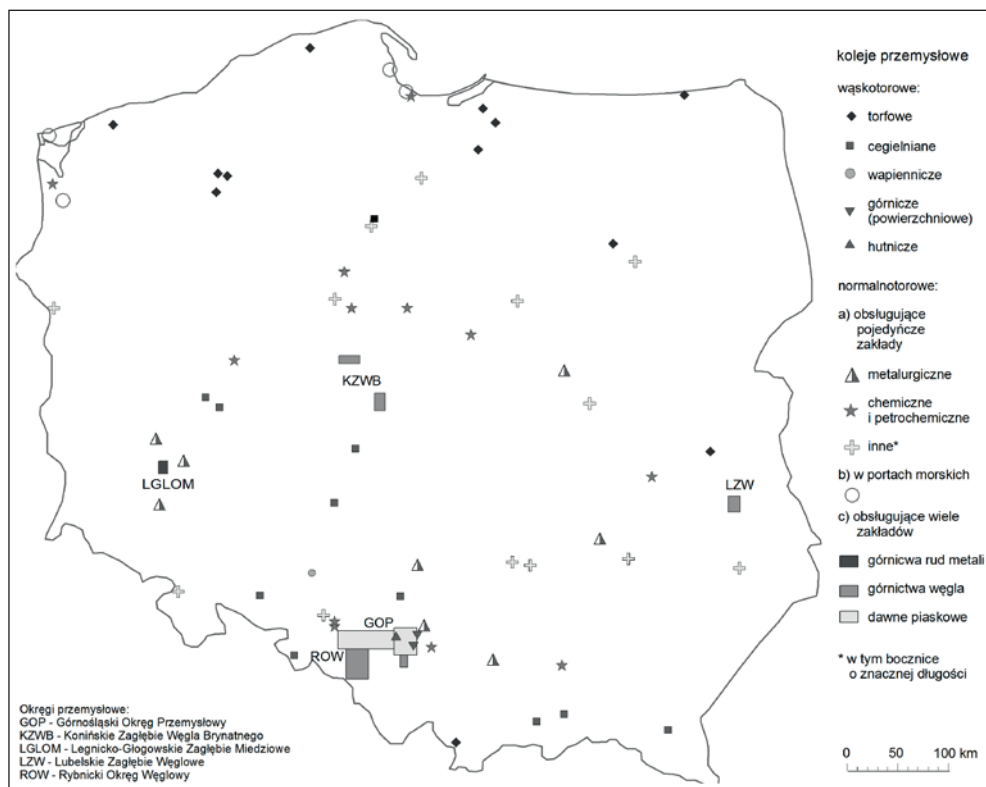 koleje przemysłowe
wąskotorowe:
torfowe
cegielniane
wapiennicze
górnicze
(powierzchniowe)
hutnicze
normalnotorowe:
a) obsługujące
pojedyńcze
zakłady
metalurgiczne
chemiczne
i petrochemiczne
inne*
b) w portach morskich
c) obsługujące wiele
zakładów
górnicwa rud metali
górnictwa węgla
dawne piaskowe
* w tym bocznice
o znacznej długości
0 50 100 km
KZWB
LGLOM
LZW
GOP
ROW
Okręgi przemysłowe:
GOP - Górnośląski Okręg Przemysłowy
KZWB - Konińskie Zagłębie Węgla Brynatnego
LGLOM - Legnicko-Głogowskie Zagłębie Miedziowe
LZW - Lubelskie Zagłębie Węglowe
ROW - Rybnicki Okręg Węglowy